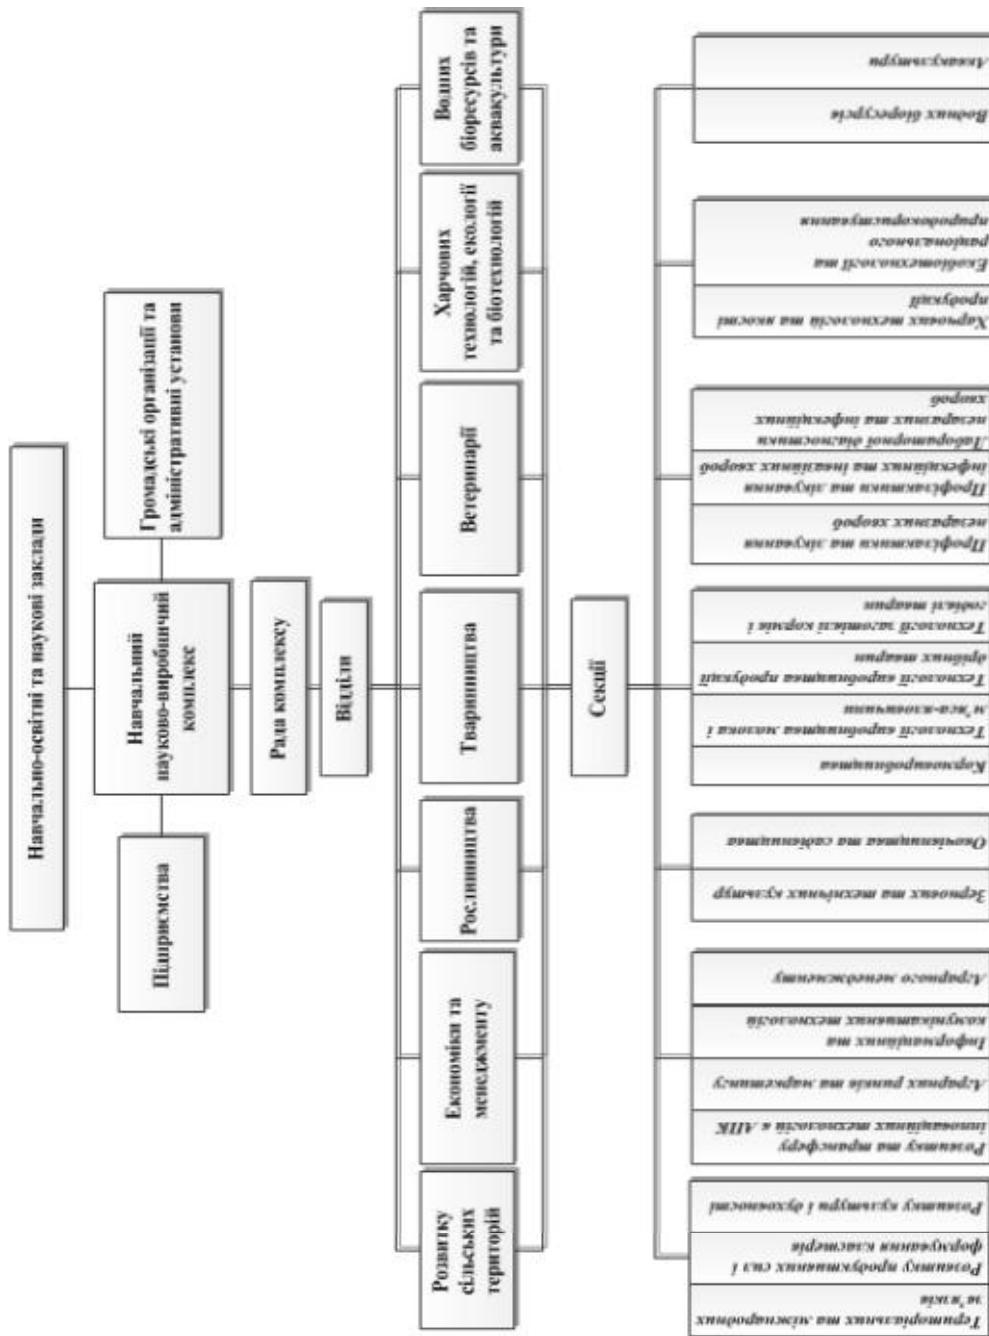 Навчально-освітні та наукові заклади
Підприємства
Навчальний
науково-виробничий
комплекс
Громадські організації та
адміністративні установи
Рада комплексу
Відділи
Розвитку
сільських
територій
Економіки та
менеджменту
Рослинництва
Тваринництва
Ветеринарії
Харчових
технологій, екології
та біотехнологій
Водних
біоресурсів та
аквакультури
Секції
Територіальних та міжнародних
зв'язків
Розвитку продуктивних сил і
формування кластерів
Розвитку культури і духовності
Розвитку та трансферу
інноваційних технологій в АПК
Аграрних ринків та маркетингу
Інформаційних та
комунікативних технологій
Аграрного менеджменту
Зернових та технічних культур
Овочівництва та садівництва
Кормовиробництва
Технології виробництва молока і
м'яса-яловичини
Технології виробництва продукції
дрібних тварин
Технології заготівлі кормів і
годівлі тварин
Профілактики та лікування
незаразних хвороб
Профілактики та лікування
інфекційних та інвазійних хвороб
Лабораторної діагностики
незаразних та інфекційних
хвороб
Харчових технологій та якості
продукції
Екобіотехнології та
раціонального
природокористування
Водних біоресурсів
Аквакультури